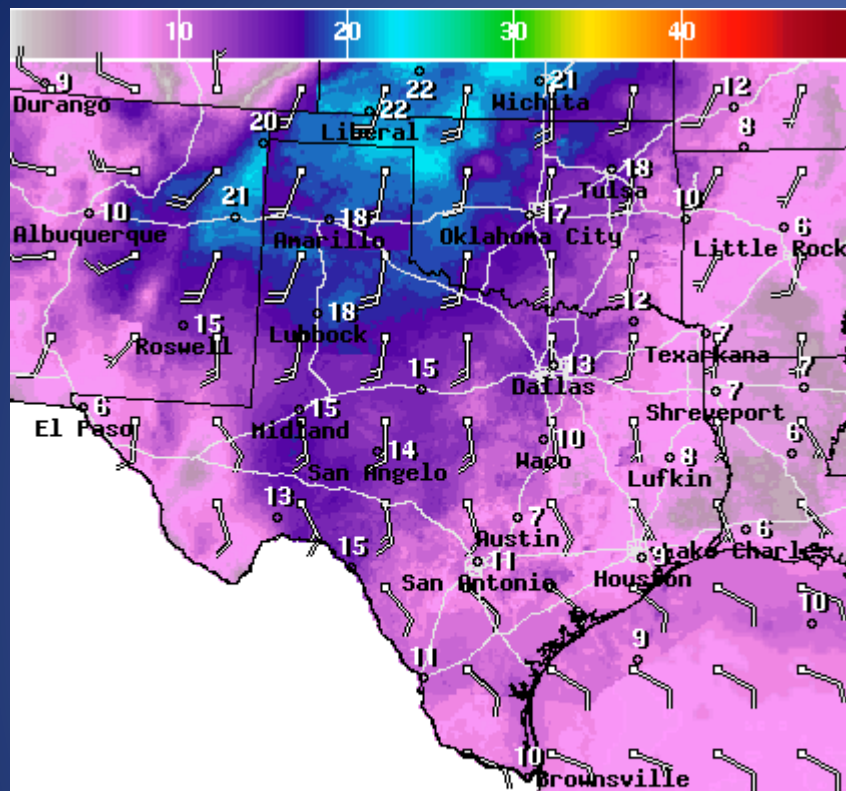 10 20 30 40
9
22
21
12
Durango
Wichita
22
Liberal
20
8
18
Tulsa
10
21
18
17
10
6
Albuquerque
Amarillo
Oklahoma City
Little Rock
15
18
12
7
Roswell
Lubbock
Texarkana
13
15
Dallas
7
7
6
15
Shreveport
El Paso
Midland
10
14
Waco
8
6
San Angelo
Lufkin
13
7
6
Austin
Lake Charles
15
11
9
San Antonio
Houston
10
9
11
10
Brownsville